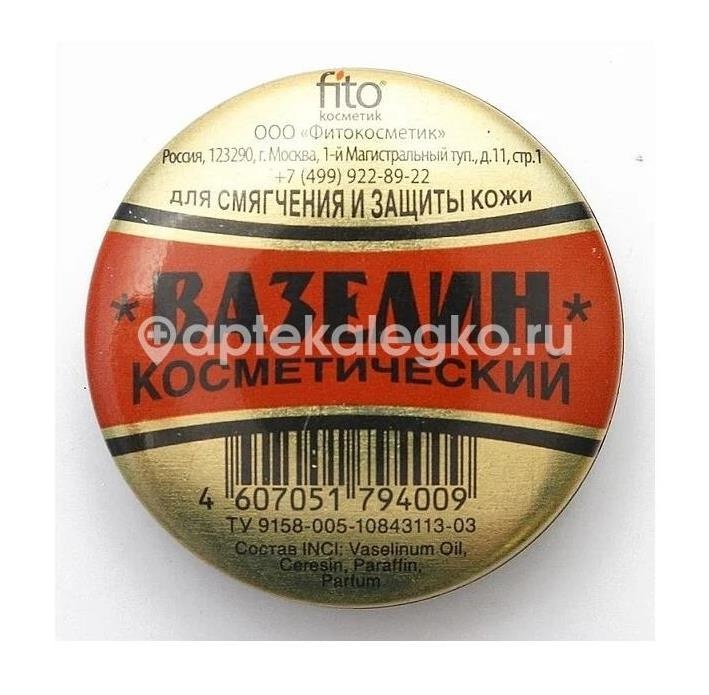 fito®
косметик
ООО «Фитокосметик»
Россия, 123290, г. Москва, 1-й Магистральный туп., д.11, стр.1
+7 (499) 922-89-22
для СМЯГЧЕНИЯ И ЗАЩИТЫ КОЖИ
*ВАЗЕЛИН*
aptekalegko.ru
КОСМЕТИЧЕСКИЙ
4 607051 794009
ТУ 9158-005-10843113-03
Состав INCI: Vaselinum Oil,
Ceresin, Paraffin,
Parfum